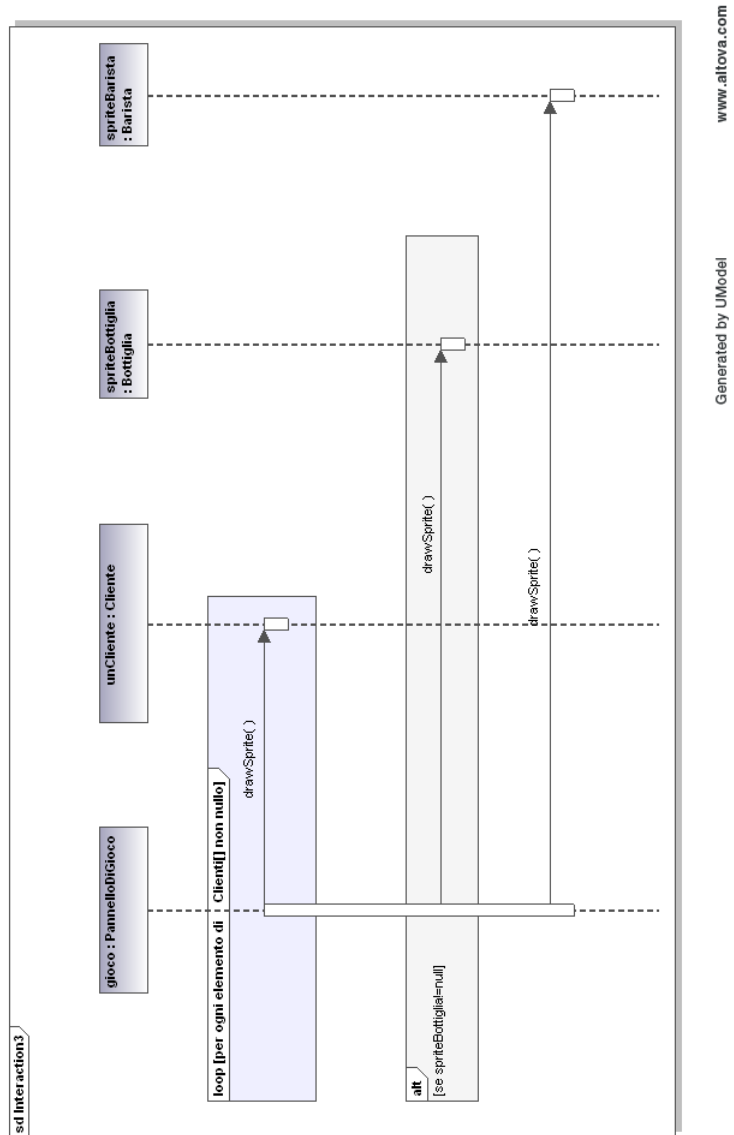 sd Interaction3
gioco : PannelloDiGioco
unCliente : Cliente
spriteBottiglia
: Bottiglia
spriteBarista
: Barista
loop [per ogni elemento di Clienti[] non nullo]
drawSprite( )
alt
[se spriteBottiglia!=null]
drawSprite( )
drawSprite( )
Generated by UModel
www.altova.com